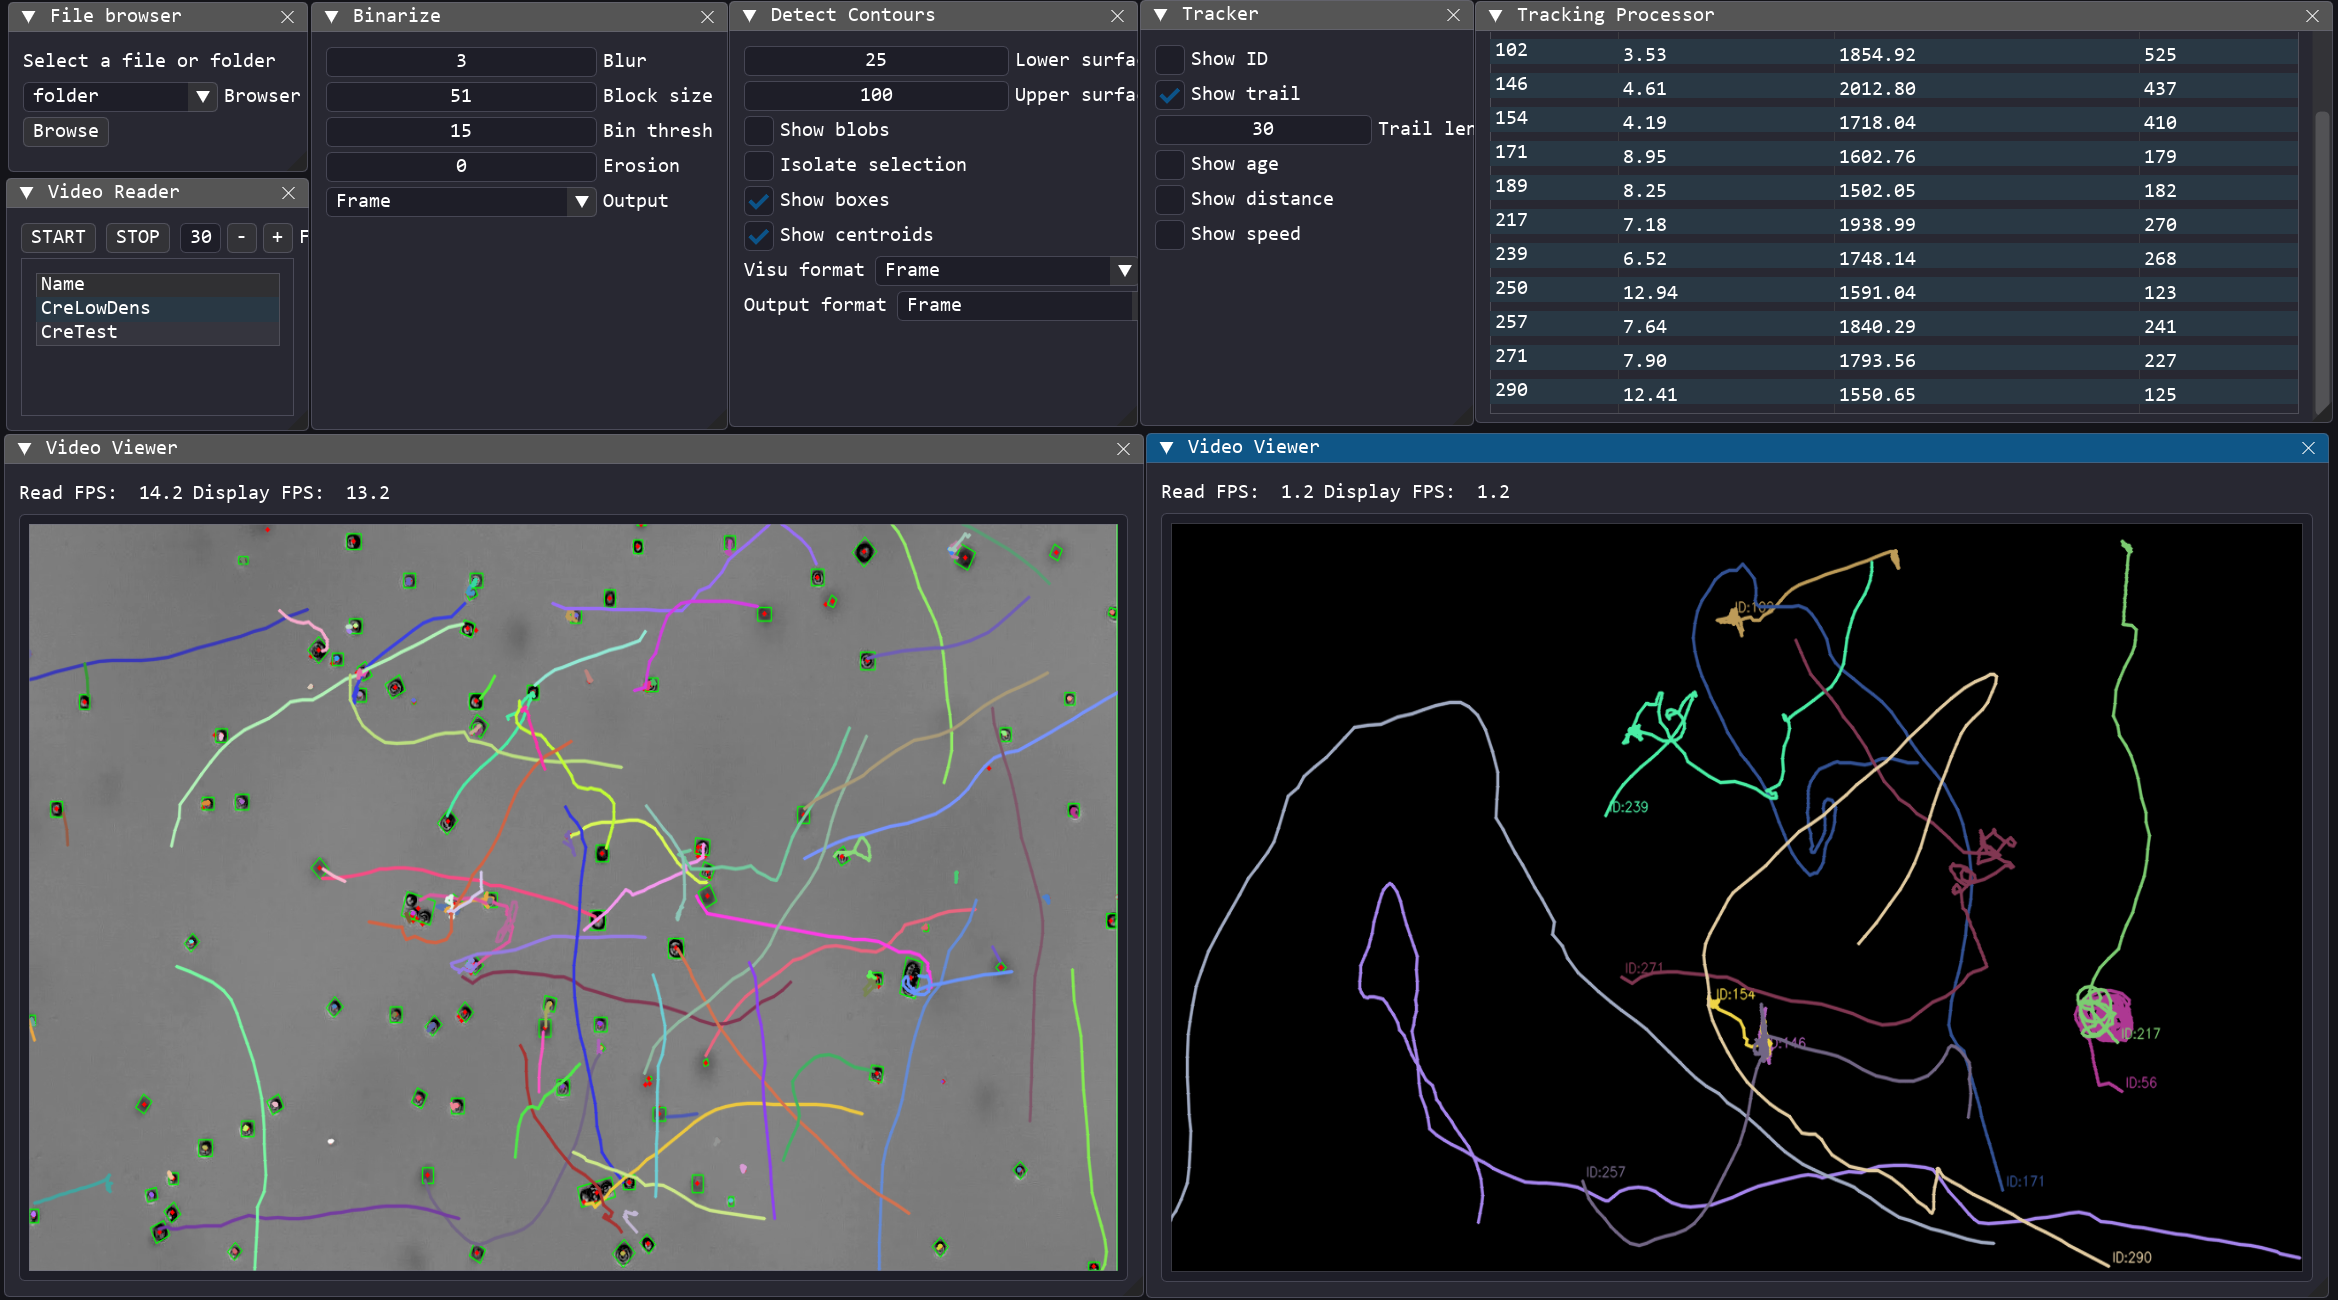 File browser
Select a file or folder
folder Browser
Browse
Video Reader
START STOP 30 - + F
Name
CreLowDens
CreTest
Binarize
3 Blur
51 Block size
15 Bin thresh
0 Erosion
Frame Output
Detect Contours
25 Lower surfa
100 Upper surfa
Show blobs
Isolate selection
Show boxes
Show centroids
Visu format Frame
Output format Frame
Tracker
Show ID
Show trail
30 Trail len
Show age
Show distance
Show speed
Tracking Processor
102 3.53 1854.92 525
146 4.61 2012.80 437
154 4.19 1718.04 410
171 8.95 1602.76 179
189 8.25 1502.05 182
217 7.18 1938.99 270
239 6.52 1748.14 268
250 12.94 1591.04 123
257 7.64 1840.29 241
271 7.90 1793.56 227
290 12.41 1550.65 125
Video Viewer
Read FPS: 14.2 Display FPS: 13.2
Video Viewer
Read FPS: 1.2 Display FPS: 1.2
ID:239
ID:271
ID:154
ID:217
ID:56
ID:257
ID:171
ID:290